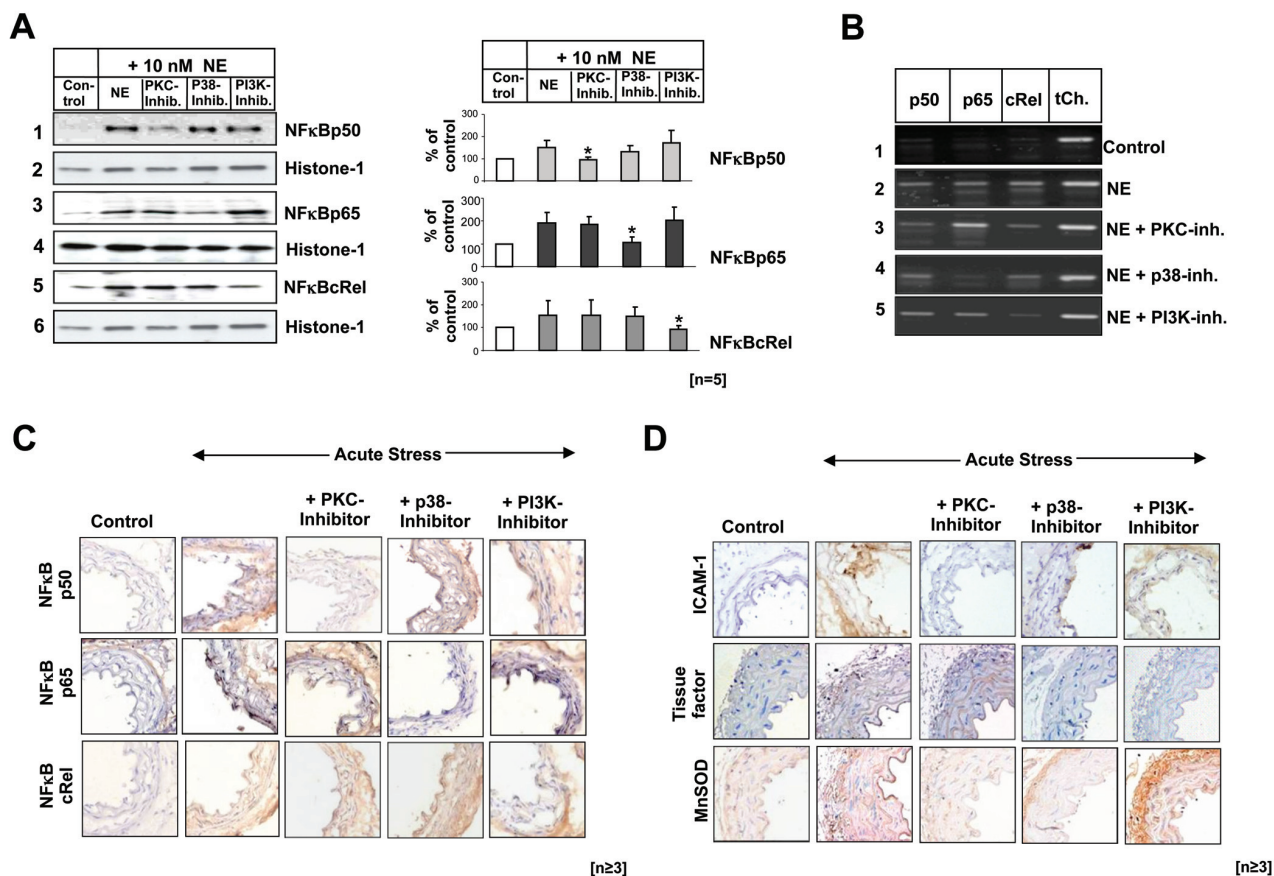 A
+ 10 nM NE
Con-
trol
NE
PKC-
Inhib.
P38-
Inhib.
PI3K-
Inhib.
1
NFκBp50
2
Histone-1
3
NFκBp65
4
Histone-1
5
NFκBcRel
6
Histone-1
+ 10 nM NE
Con-
trol
NE
PKC-
Inhib.
P38-
Inhib.
PI3K-
Inhib.
% of
control
300
200
100
0
*
NFκBp50
% of
control
300
200
100
0
*
NFκBp65
% of
control
300
200
100
0
*
NFκBcRel
[n=5]
B
p50 p65 cRel tCh.
1 Control
2 NE
3 NE + PKC-inh.
4 NE + p38-inh.
5 NE + PI3K-inh.
C
Acute Stress
Control
+ PKC-
Inhibitor
+ p38-
Inhibitor
+ PI3K-
Inhibitor
NFκB
p50
NFκB
p65
NFκB
cRel
[n≥3]
D
Acute Stress
Control
+ PKC-
Inhibitor
+ p38-
Inhibitor
+ PI3K-
Inhibitor
ICAM-1
Tissue
factor
MnSOD
[n≥3]